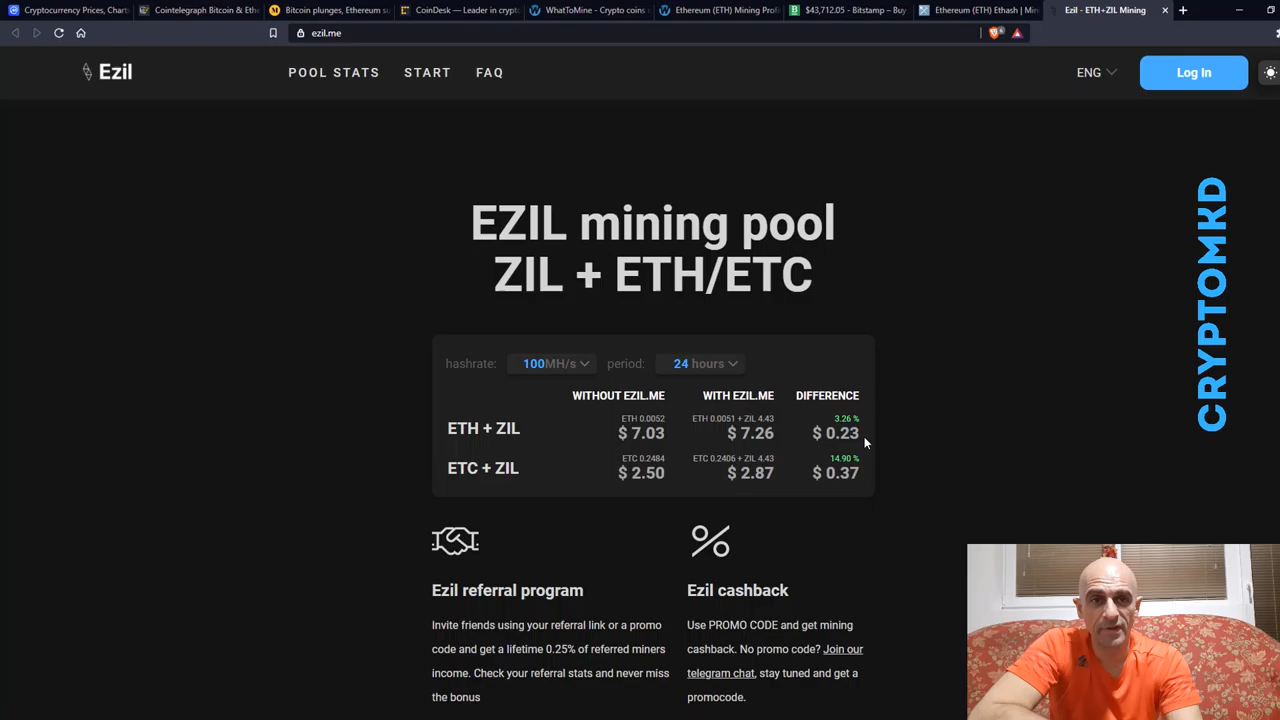 Cryptocurrency Prices, Chart
Cointelegraph Bitcoin & Ethe
Bitcoin plunges, Ethereum su
CoinDesk — Leader in crypto
WhatToMine - Crypto coins
Ethereum (ETH) Mining Prof
$43,712.05 - Bitstamp – Buy
Ethereum (ETH) Ethash | Min
Ezil - ETH+ZIL Mining
ezil.me
6
Ezil
POOL STATS
START
FAQ
ENG
Log In
EZIL mining pool
ZIL + ETH/ETC
hashrate: 100MH/s period: 24 hours
WITHOUT EZIL.ME WITH EZIL.ME DIFFERENCE
ETH 0.0052 ETH 0.0051 + ZIL 4.43 3.26 %
ETH + ZIL $ 7.03 $ 7.26 $ 0.23
ETC 0.2484 ETC 0.2406 + ZIL 4.43 14.90 %
ETC + ZIL $ 2.50 $ 2.87 $ 0.37
CRYPTOMKD
Ezil referral program
Invite friends using your referral link or a promo
code and get a lifetime 0.25% of referred miners
income. Check your referral stats and never miss
the bonus
Ezil cashback
Use PROMO CODE and get mining
cashback. No promo code? Join our
telegram chat, stay tuned and get a
promocode.